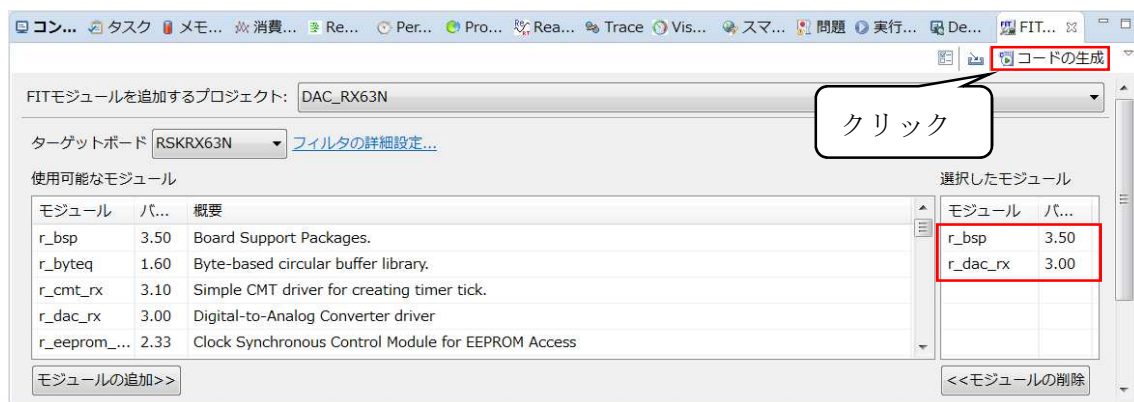 コン... タスク メモ... 消費... Re... Per... Pro... Rea... Trace Vis... スマ... 問題 実行... De... FIT...
コードの生成
FITモジュールを追加するプロジェクト: DAC_RX63N
クリック
ターゲットボード RSKRX63N フィルタの詳細設定...
使用可能なモジュール 選択したモジュール
モジュール バ... 概要 モジュール バ...
r_bsp 3.50 Board Support Packages. r_bsp 3.50
r_byteq 1.60 Byte-based circular buffer library. r_dac_rx 3.00
r_cmt_rx 3.10 Simple CMT driver for creating timer tick.
r_dac_rx 3.00 Digital-to-Analog Converter driver
r_eeprom_... 2.33 Clock Synchronous Control Module for EEPROM Access
モジュールの追加>> <<モジュールの削除